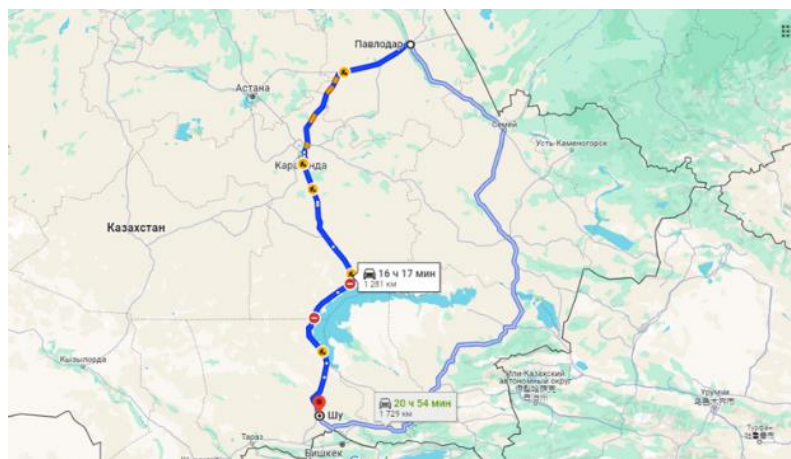 Павлодар
Астана
Семей
Усть-Каменогорск
Караганда
Казахстан
16 ч 17 мин
1 281 км
Кызылорда
Или-Казахский
автономный округ
20 ч 54 мин
1 729 км
Урумчи
Шу
Тараз
Бишкек
Турфан